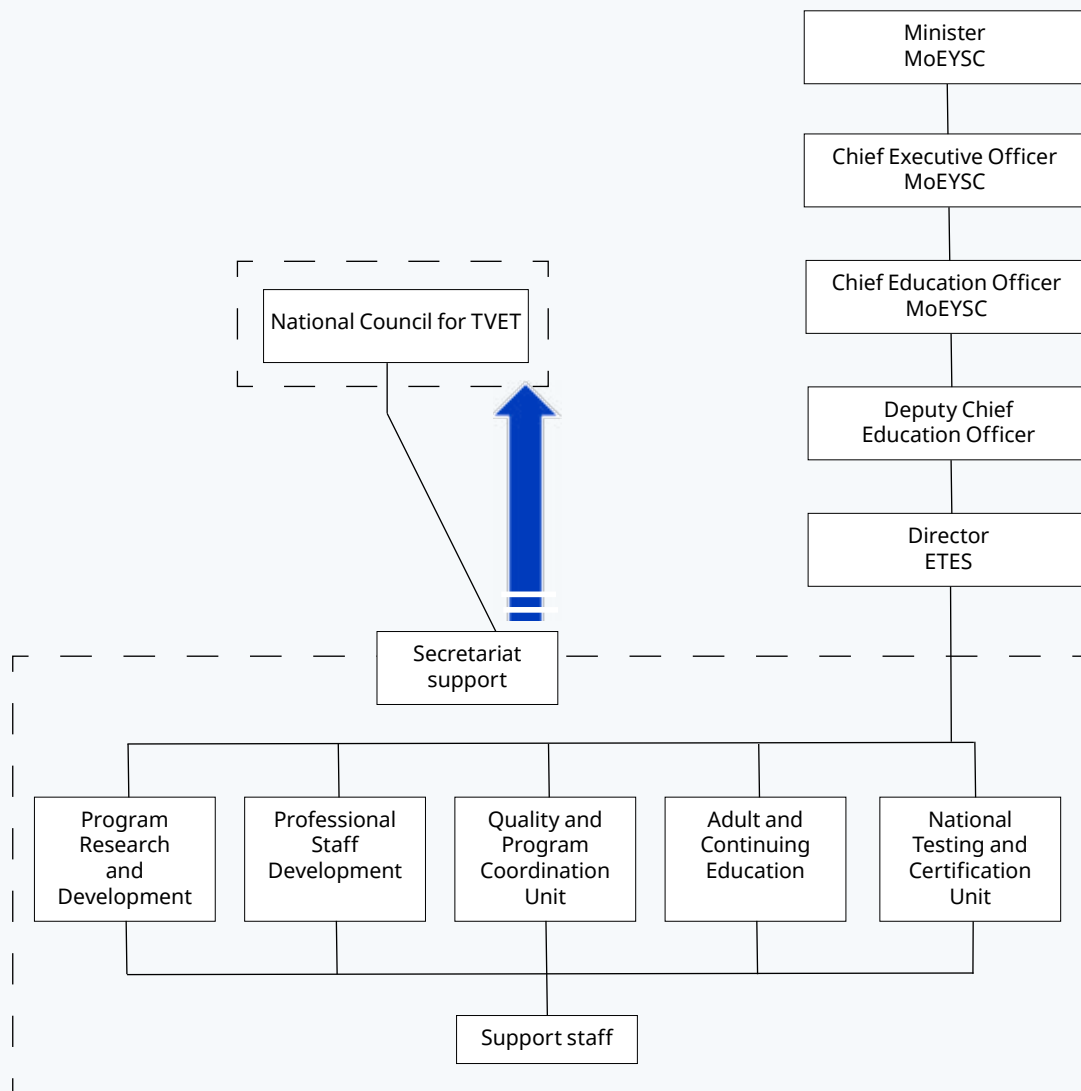 Minister
MoEYSC
Chief Executive Officer
MoEYSC
Chief Education Officer
MoEYSC
National Council for TVET
Deputy Chief
Education Officer
Director
ETES
Secretariat
support
Program
Research
and
Development
Professional
Staff
Development
Quality and
Program
Coordination
Unit
Adult and
Continuing
Education
National
Testing and
Certification
Unit
Support staff